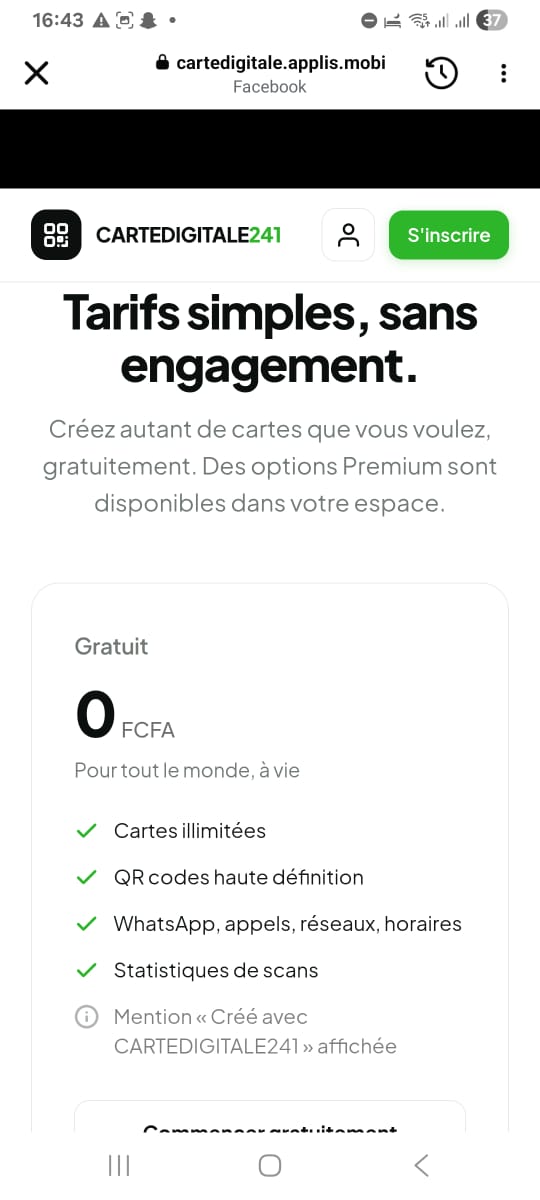 16:43
37
cartedigitale.applis.mobi
Facebook
CARTEDIGITALE241
S'inscrire
Tarifs simples, sans
engagement.
Créez autant de cartes que vous voulez,
gratuitement. Des options Premium sont
disponibles dans votre espace.
Gratuit
0 FCFA
Pour tout le monde, à vie
Cartes illimitées
QR codes haute définition
WhatsApp, appels, réseaux, horaires
Statistiques de scans
Mention « Créé avec
CARTEDIGITALE241 » affichée
Commencer gratuitement